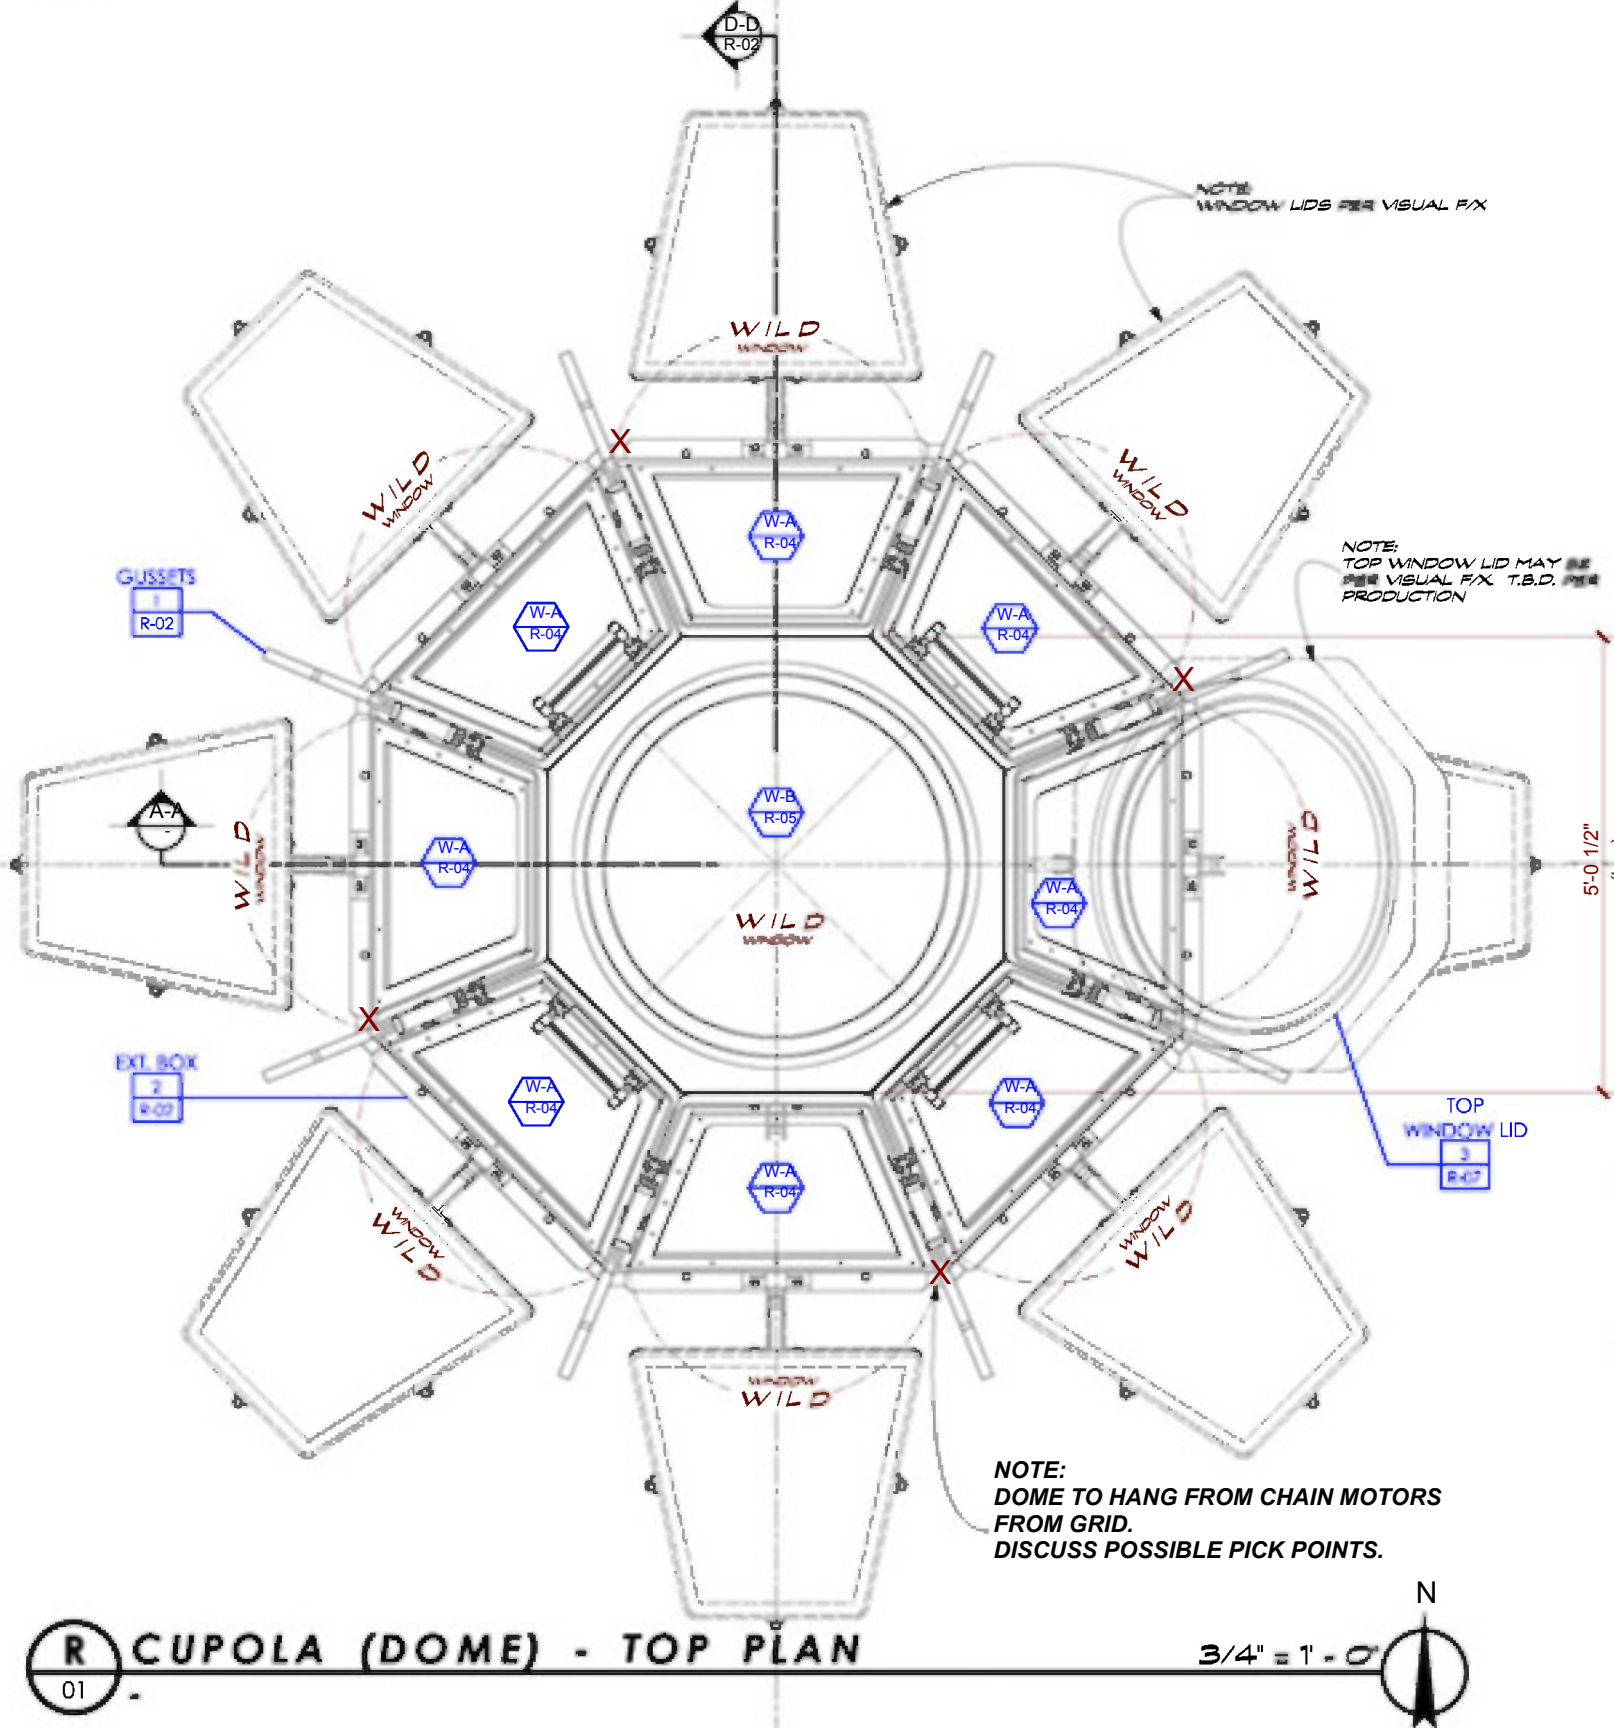 D-D
R-02
NOTE:
WINDOW LIDS PER VISUAL F/X
WILD
WINDOW
WILD
WINDOW
WILD
WINDOW
W-A
R-04
NOTE:
TOP WINDOW LID MAY BE
PER VISUAL F/X. T.B.D. PER
PRODUCTION
GUSSETS
1
R-02
W-A
R-04
W-A
R-04
X
X
A-A
-
WILD
WINDOW
W-A
R-04
W-B
R-05
WILD
WINDOW
W-A
R-04
WINDOW
WILD
5'-0 1/2"
X
EXT. BOX
2
R-02
W-A
R-04
W-A
R-04
TOP
WINDOW LID
3
R-07
W-A
R-04
WINDOW
WILD
WINDOW
WILD
X
WINDOW
WILD
NOTE:
DOME TO HANG FROM CHAIN MOTORS
FROM GRID.
DISCUSS POSSIBLE PICK POINTS.
N
R
01
CUPOLA (DOME) - TOP PLAN
-
3/4" = 1' - 0"